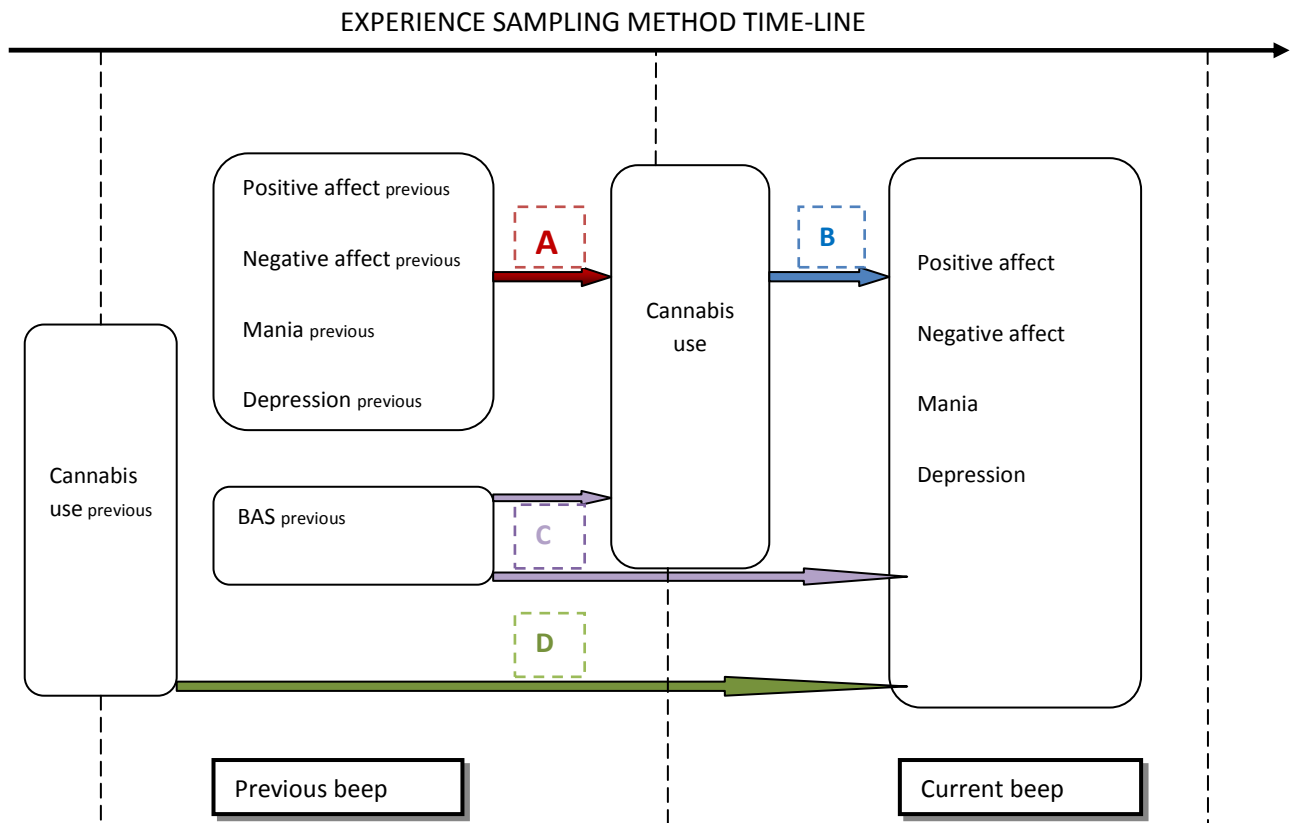 EXPERIENCE SAMPLING METHOD TIME-LINE
Positive affect previous
Negative affect previous
Mania previous
Depression previous
A
Cannabis
use
B
Positive affect
Negative affect
Mania
Depression
Cannabis
use previous
BAS previous
C
D
Previous beep
Current beep